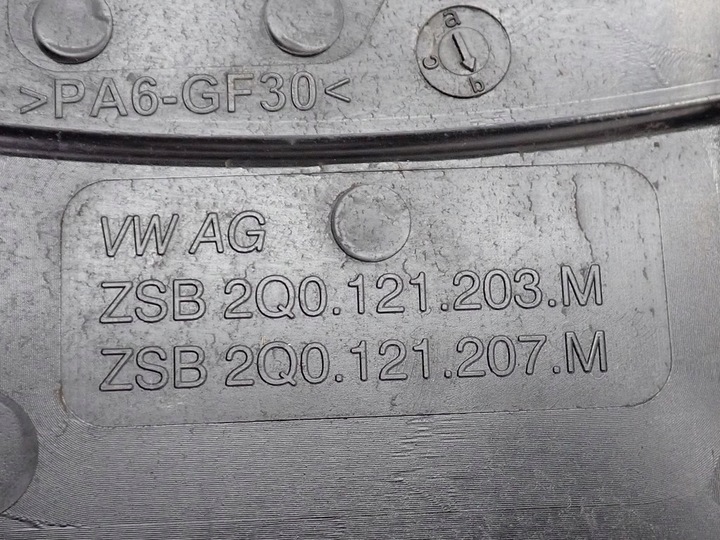 a
c
b
>PA6-GF30<
VW AG
ZSB 2Q0.121.203.M
ZSB 2Q0.121.207.M